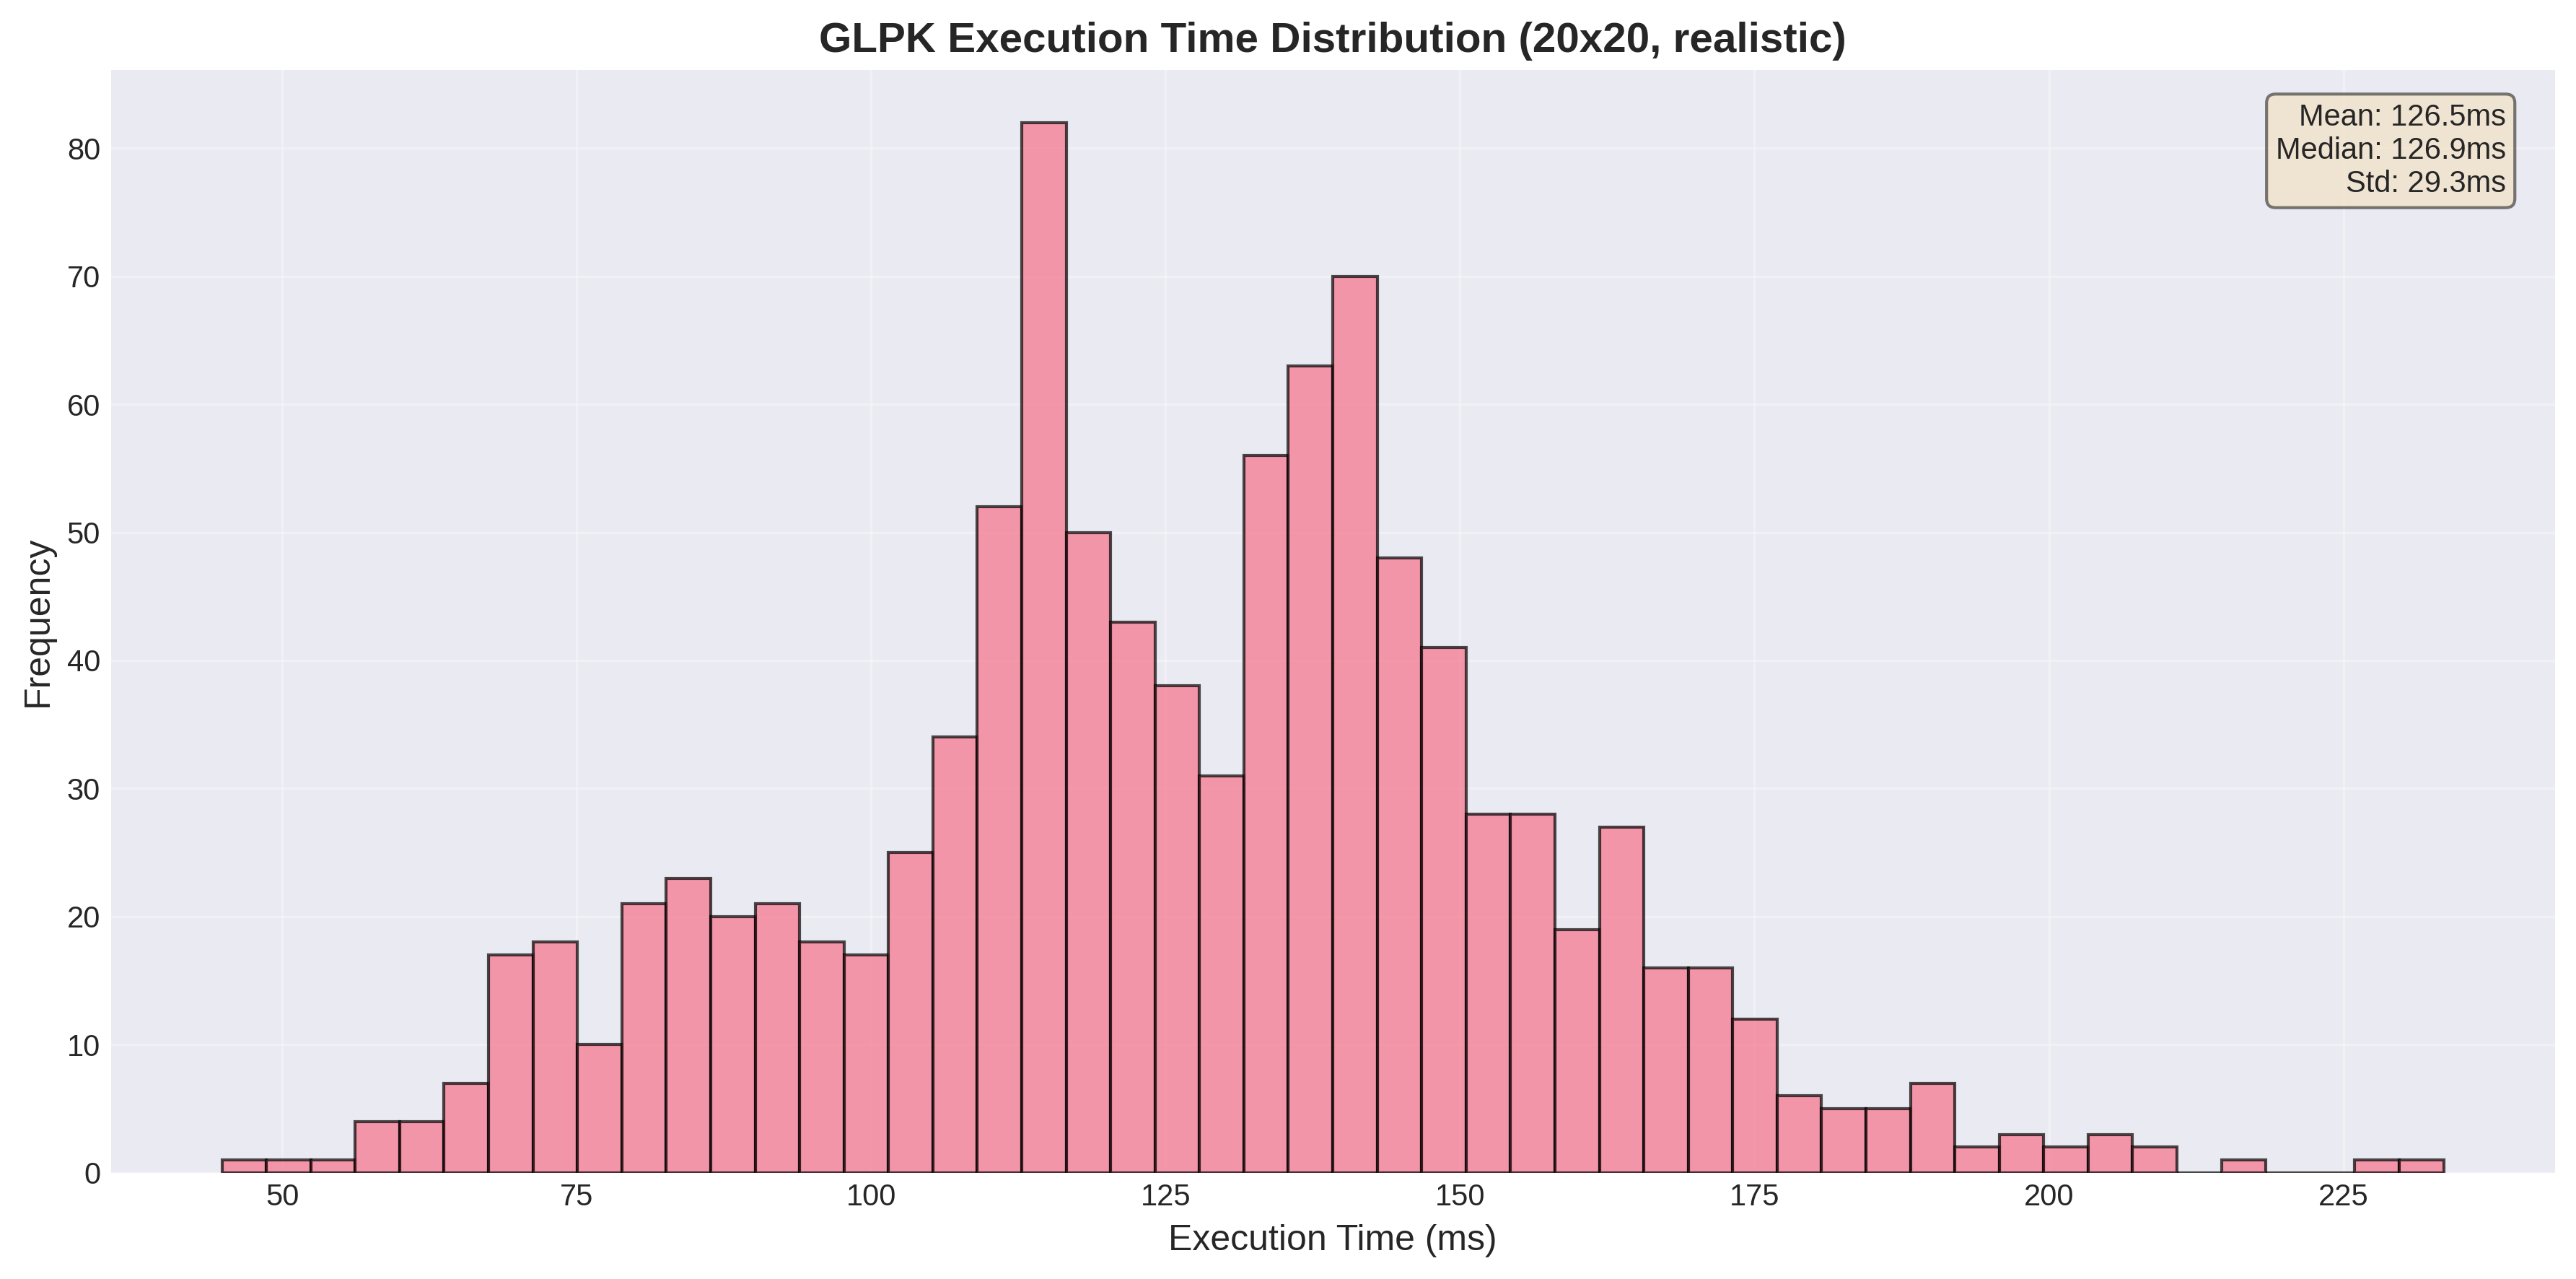 GLPK Execution Time Distribution (20x20, realistic)
Mean: 126.5ms
Median: 126.9ms
Std: 29.3ms
Frequency
80
70
60
50
40
30
20
10
0
50 75 100 125 150 175 200 225
Execution Time (ms)